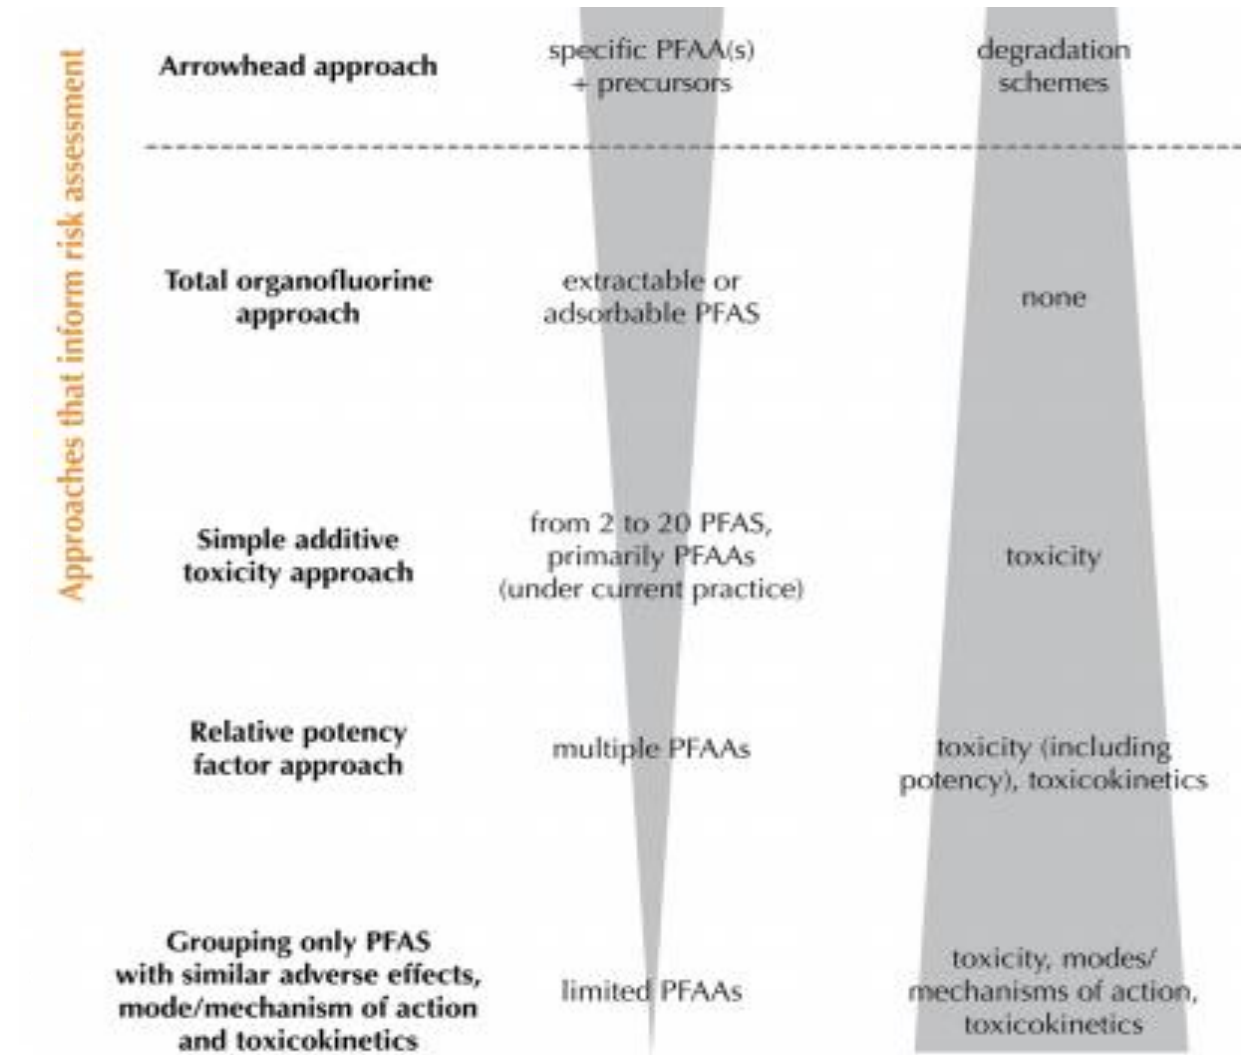 Approaches that inform risk assessment
Arrowhead approach
specific PFAA(s)
+ precursors
degradation
schemes
Total organofluorine
approach
extractable or
adsorbable PFAS
none
Simple additive
toxicity approach
from 2 to 20 PFAS,
primarily PFAAs
(under current practice)
toxicity
Relative potency
factor approach
multiple PFAAs
toxicity (including
potency), toxicokinetics
Grouping only PFAS
with similar adverse effects,
mode/mechanism of action
and toxicokinetics
limited PFAAs
toxicity, modes/
mechanisms of action,
toxicokinetics